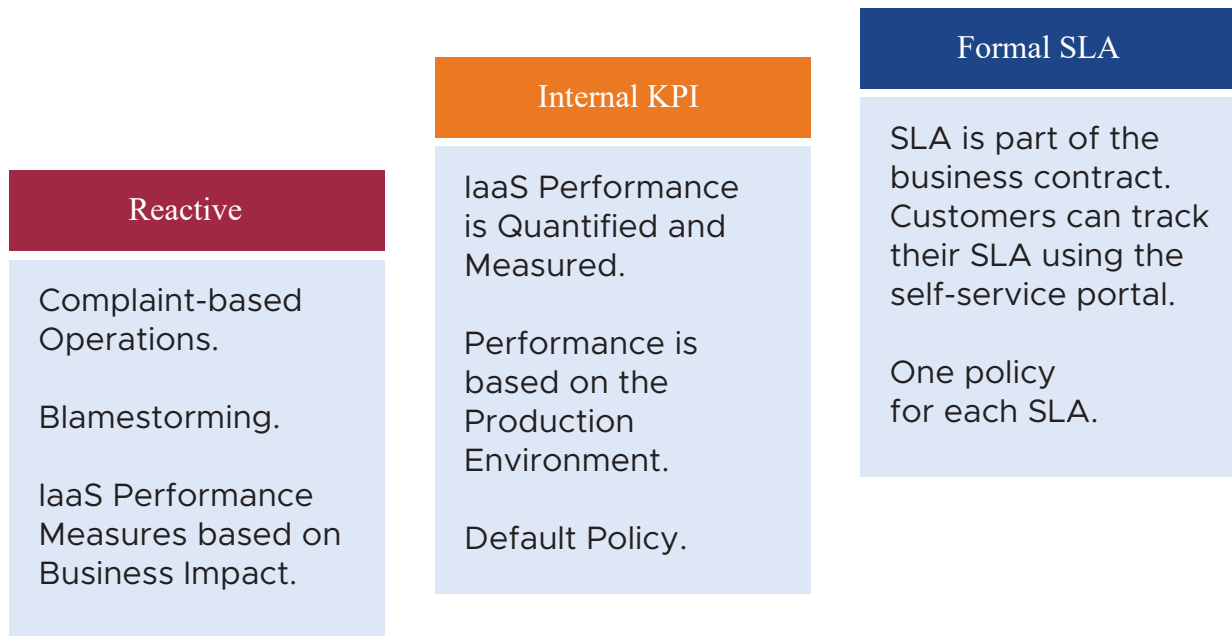 Reactive
Complaint-based
Operations.
Blamestorming.
IaaS Performance
Measures based on
Business Impact.
Internal KPI
IaaS Performance
is Quantified and
Measured.
Performance is
based on the
Production
Environment.
Default Policy.
Formal SLA
SLA is part of the
business contract.
Customers can track
their SLA using the
self-service portal.
One policy
for each SLA.